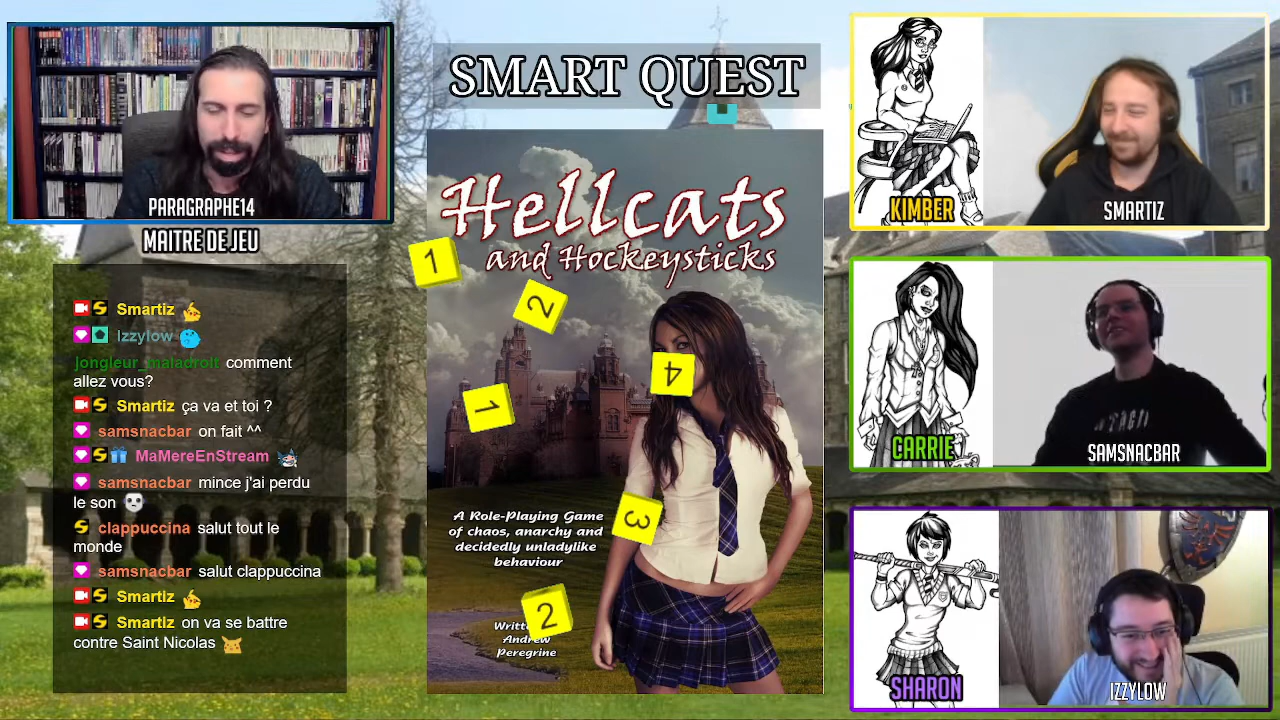 PARAGRAPHE14
MAITRE DE JEU
Smartiz
Izzylow
jongleur_maladroit comment
allez vous?
Smartiz ça va et toi ?
samsnacbar on fait ^^
MaMereEnStream
samsnacbar mince j'ai perdu
le son
clappuccina salut tout le
monde
samsnacbar salut clappuccina
Smartiz
Smartiz on va se battre
contre Saint Nicolas
SMART QUEST
Hellcats
and Hockeysticks
1
2
4
1
3
2
A Role-Playing Game
of chaos, anarchy and
decidedly unladylike
behaviour
Andrew
Peregrine
KIMBER
SMARTIZ
CARRIE
SAMSNACBAR
SHARON
IZZYLOW